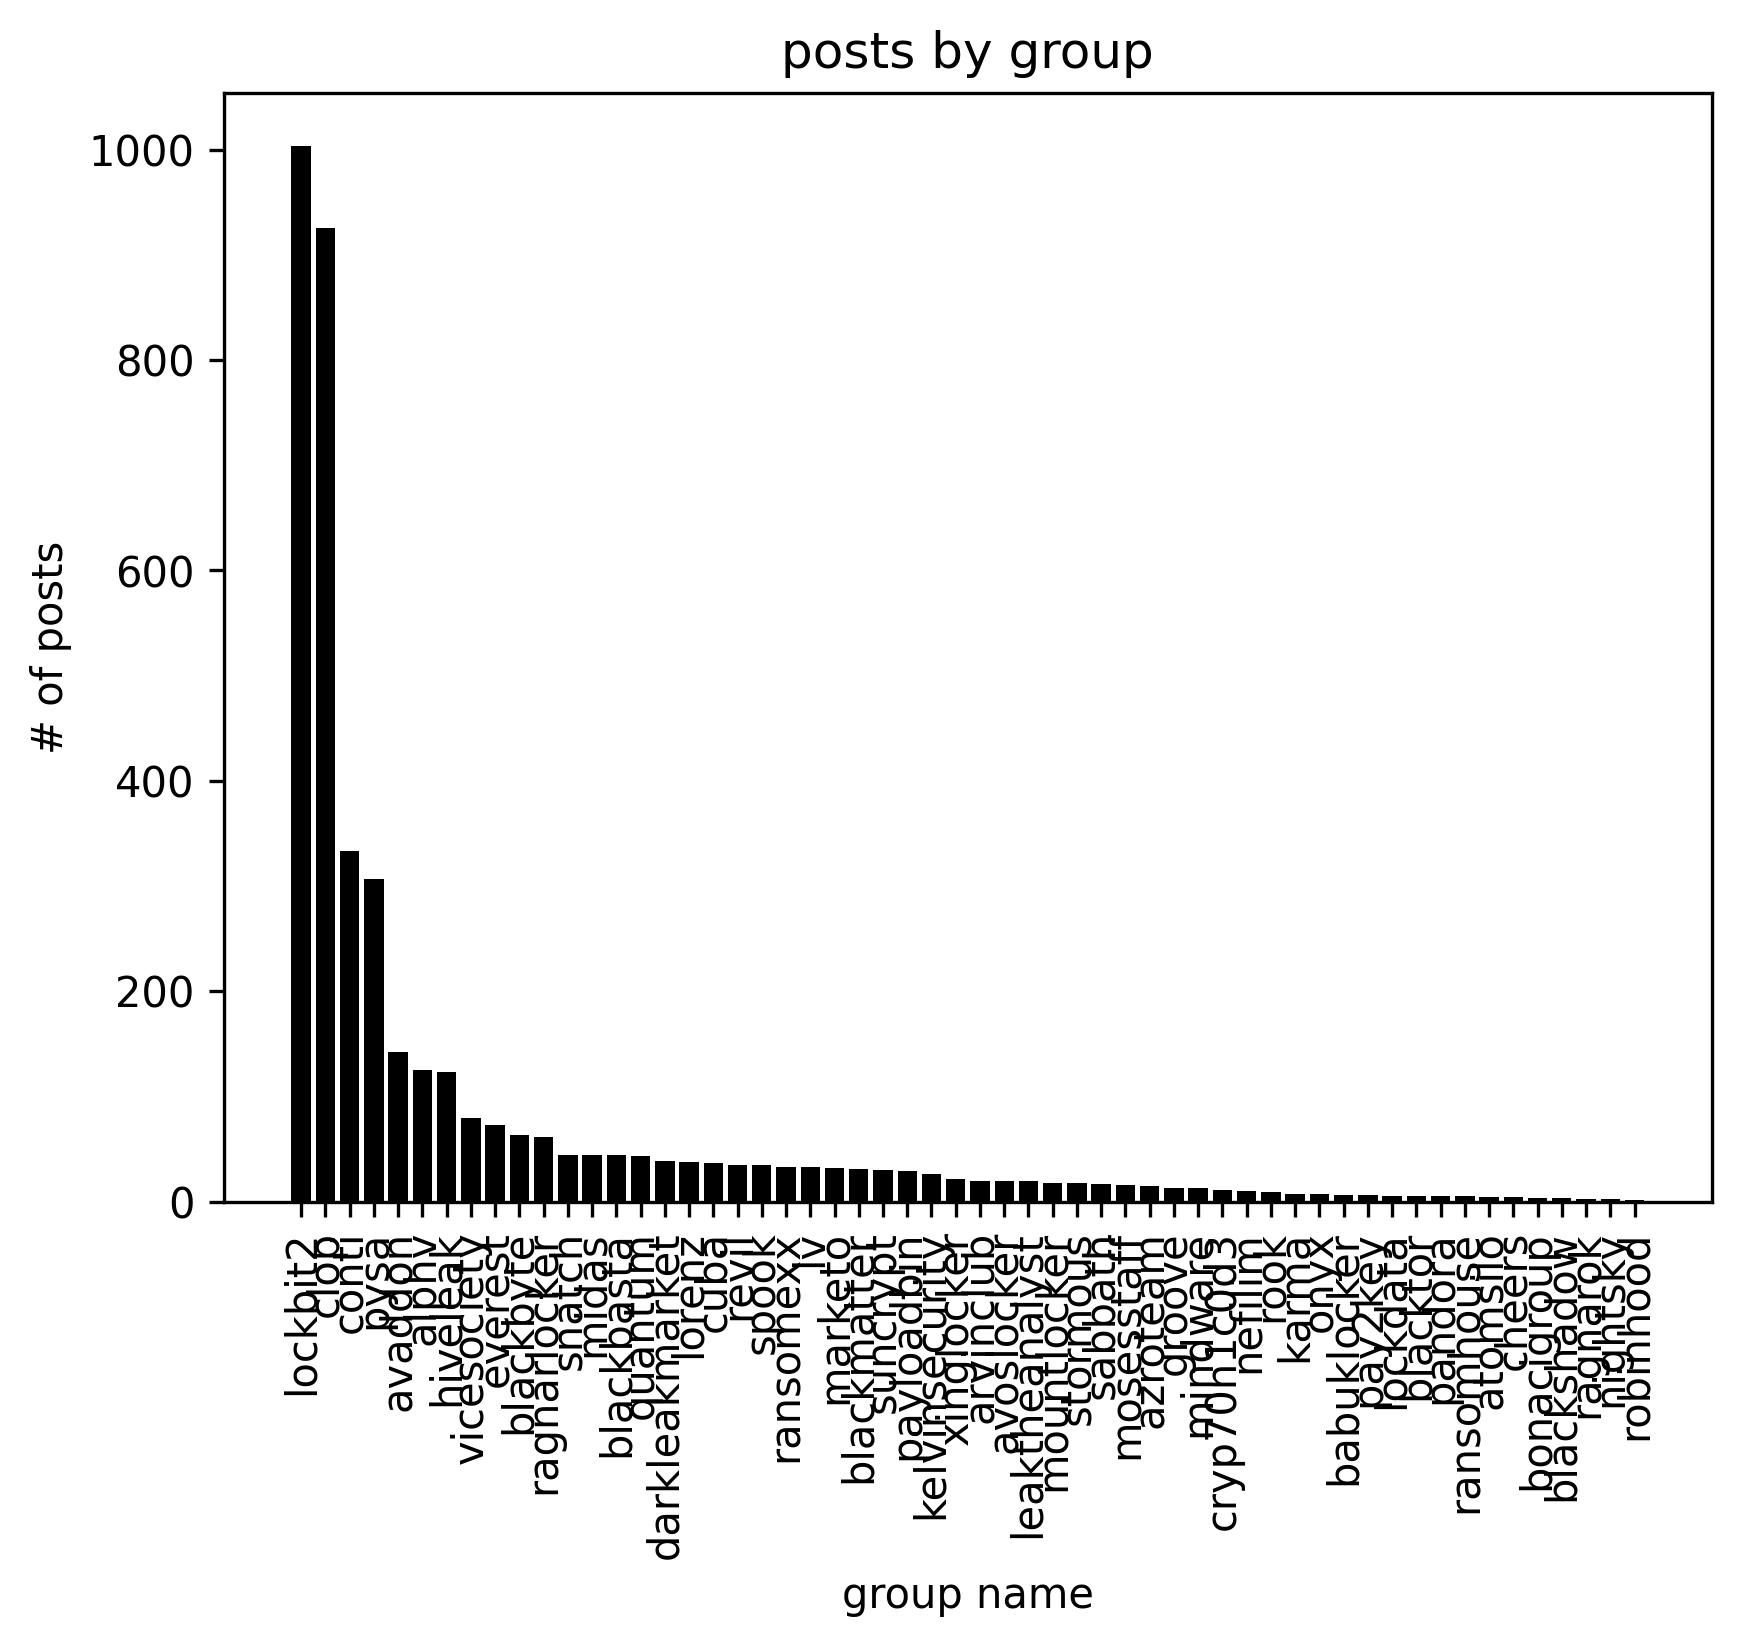 posts by group
# of posts
1000
800
600
400
200
0
lockbit2
clop
conti
pysa
avaddon
alphv
hiveleak
vicesociety
everest
blackbyte
ragnarlocker
snatch
midas
blackbasta
quantum
darkleakmarket
lorenz
cuba
revil
spook
ransomexx
lv
marketo
blackmatter
suncrypt
payloadbin
kelvinsecurity
xinglocker
arvinclub
avoslocker
leaktheanalyst
mountlocker
stormous
sabbath
mosesstaff
azroteam
groove
mindware
cryp70n1c0d3
nefilim
rook
karma
onyx
babuklocker
pay2key
lockdata
blacktor
pandora
ransomhouse
atomsilo
cheers
bonacigroup
blackshadow
ragnarok
nightsky
robinhood
group name